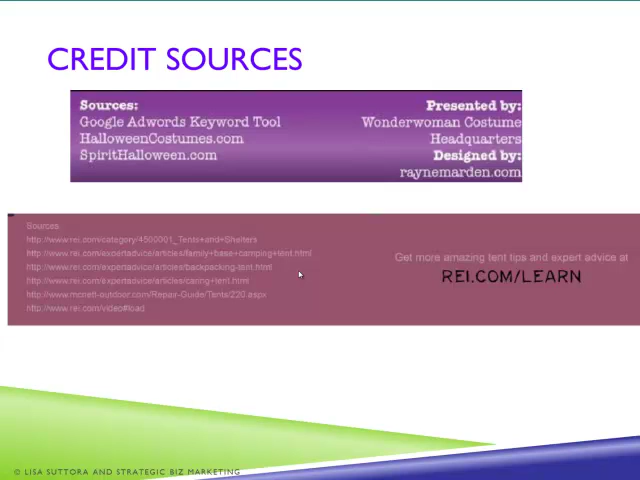 CREDIT SOURCES
Sources:
Google Adwords Keyword Tool
HalloweenCostumes.com
SpiritHalloween.com
Presented by:
Wonderwoman Costume
Headquarters
Designed by:
raynemarden.com
Sources
http://www.rei.com/category/4500001_Tents+and+Shelters
http://www.rei.com/expertadvice/articles/family+base+camping+tent.html
http://www.rei.com/expertadvice/articles/backpacking-tent.html
http://www.rei.com/expertadvice/articles/caring+tent.html
http://www.mcnett-outdoor.com/Repair-Guide/Tents/220.aspx
http://www.rei.com/video#load
Get more amazing tent tips and expert advice at
REI.COM/LEARN
© LISA SUTTORA AND STRATEGIC BIZ MARKETING